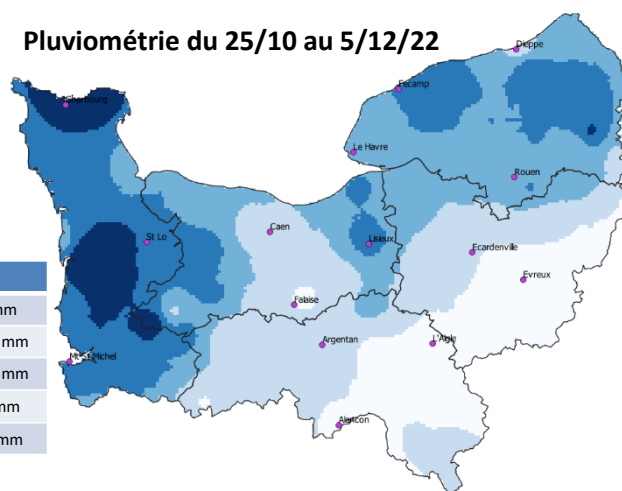 Pluviométrie du 25/10 au 5/12/22
Dieppe
Fecamp
Cherbourg
Le Havre
Rouen
Caen
St Lo
Lisieux
Ecardenville
Evreux
Falaise
mm
mm
Argentan
L'Aigle
mm
Mt St Michel
mm
mm
Alencon